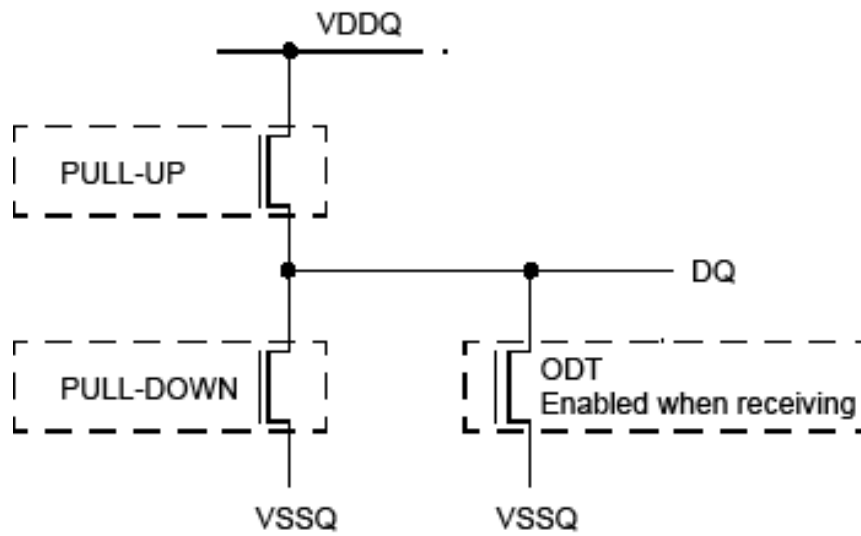 VDDQ
PULL-UP
DQ
PULL-DOWN
ODT
Enabled when receiving
VSSQ
VSSQ